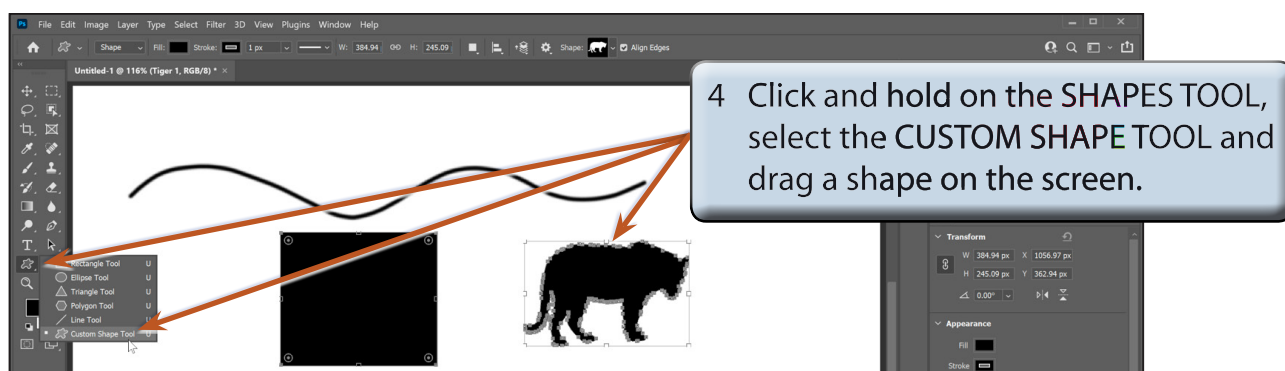 Ps File Edit Image Layer Type Select Filter 3D View Plugins Window Help
Shape Fill: Stroke: 1 px W: 384.94 H: 245.09 Shape: Align Edges
Untitled-1 @ 116% (Tiger 1, RGB/8) * ×
4 Click and hold on the SHAPES TOOL,
select the CUSTOM SHAPE TOOL and
drag a shape on the screen.
T
Rectangle Tool U
Ellipse Tool U
Triangle Tool U
Polygon Tool U
Line Tool U
Custom Shape Tool U
Transform
W 384.94 px X 1056.97 px
H 245.09 px Y 362.94 px
0.00°
Appearance
Fill
Stroke